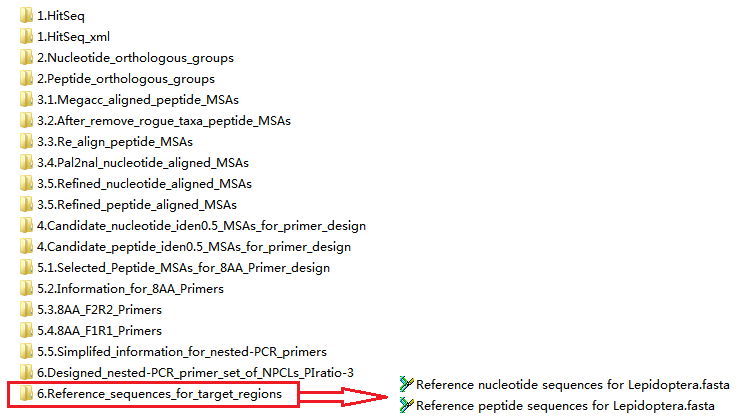 1.HitSeq
1.HitSeq_xml
2.Nucleotide_orthologous_groups
2.Peptide_orthologous_groups
3.1.Megacc_aligned_peptide_MSAs
3.2.After_remove_rogue_taxa_peptide_MSAs
3.3.Re_align_peptide_MSAs
3.4.Pal2nal_nucleotide_aligned_MSAs
3.5.Refined_nucleotide_aligned_MSAs
3.5.Refined_peptide_aligned_MSAs
4.Candidate_nucleotide_iden0.5_MSAs_for_primer_design
4.Candidate_peptide_iden0.5_MSAs_for_primer_design
5.1.Selected_Peptide_MSAs_for_8AA_Primer_design
5.2.Information_for_8AA_Primers
5.3.8AA_F2R2_Primers
5.4.8AA_F1R1_Primers
5.5.Simplifed_information_for_nested-PCR_primers
6.Designed_nested-PCR_primer_set_of_NPCLs_PIratio-3
6.Reference_sequences_for_target_regions
Reference nucleotide sequences for Lepidoptera.fasta
Reference peptide sequences for Lepidoptera.fasta